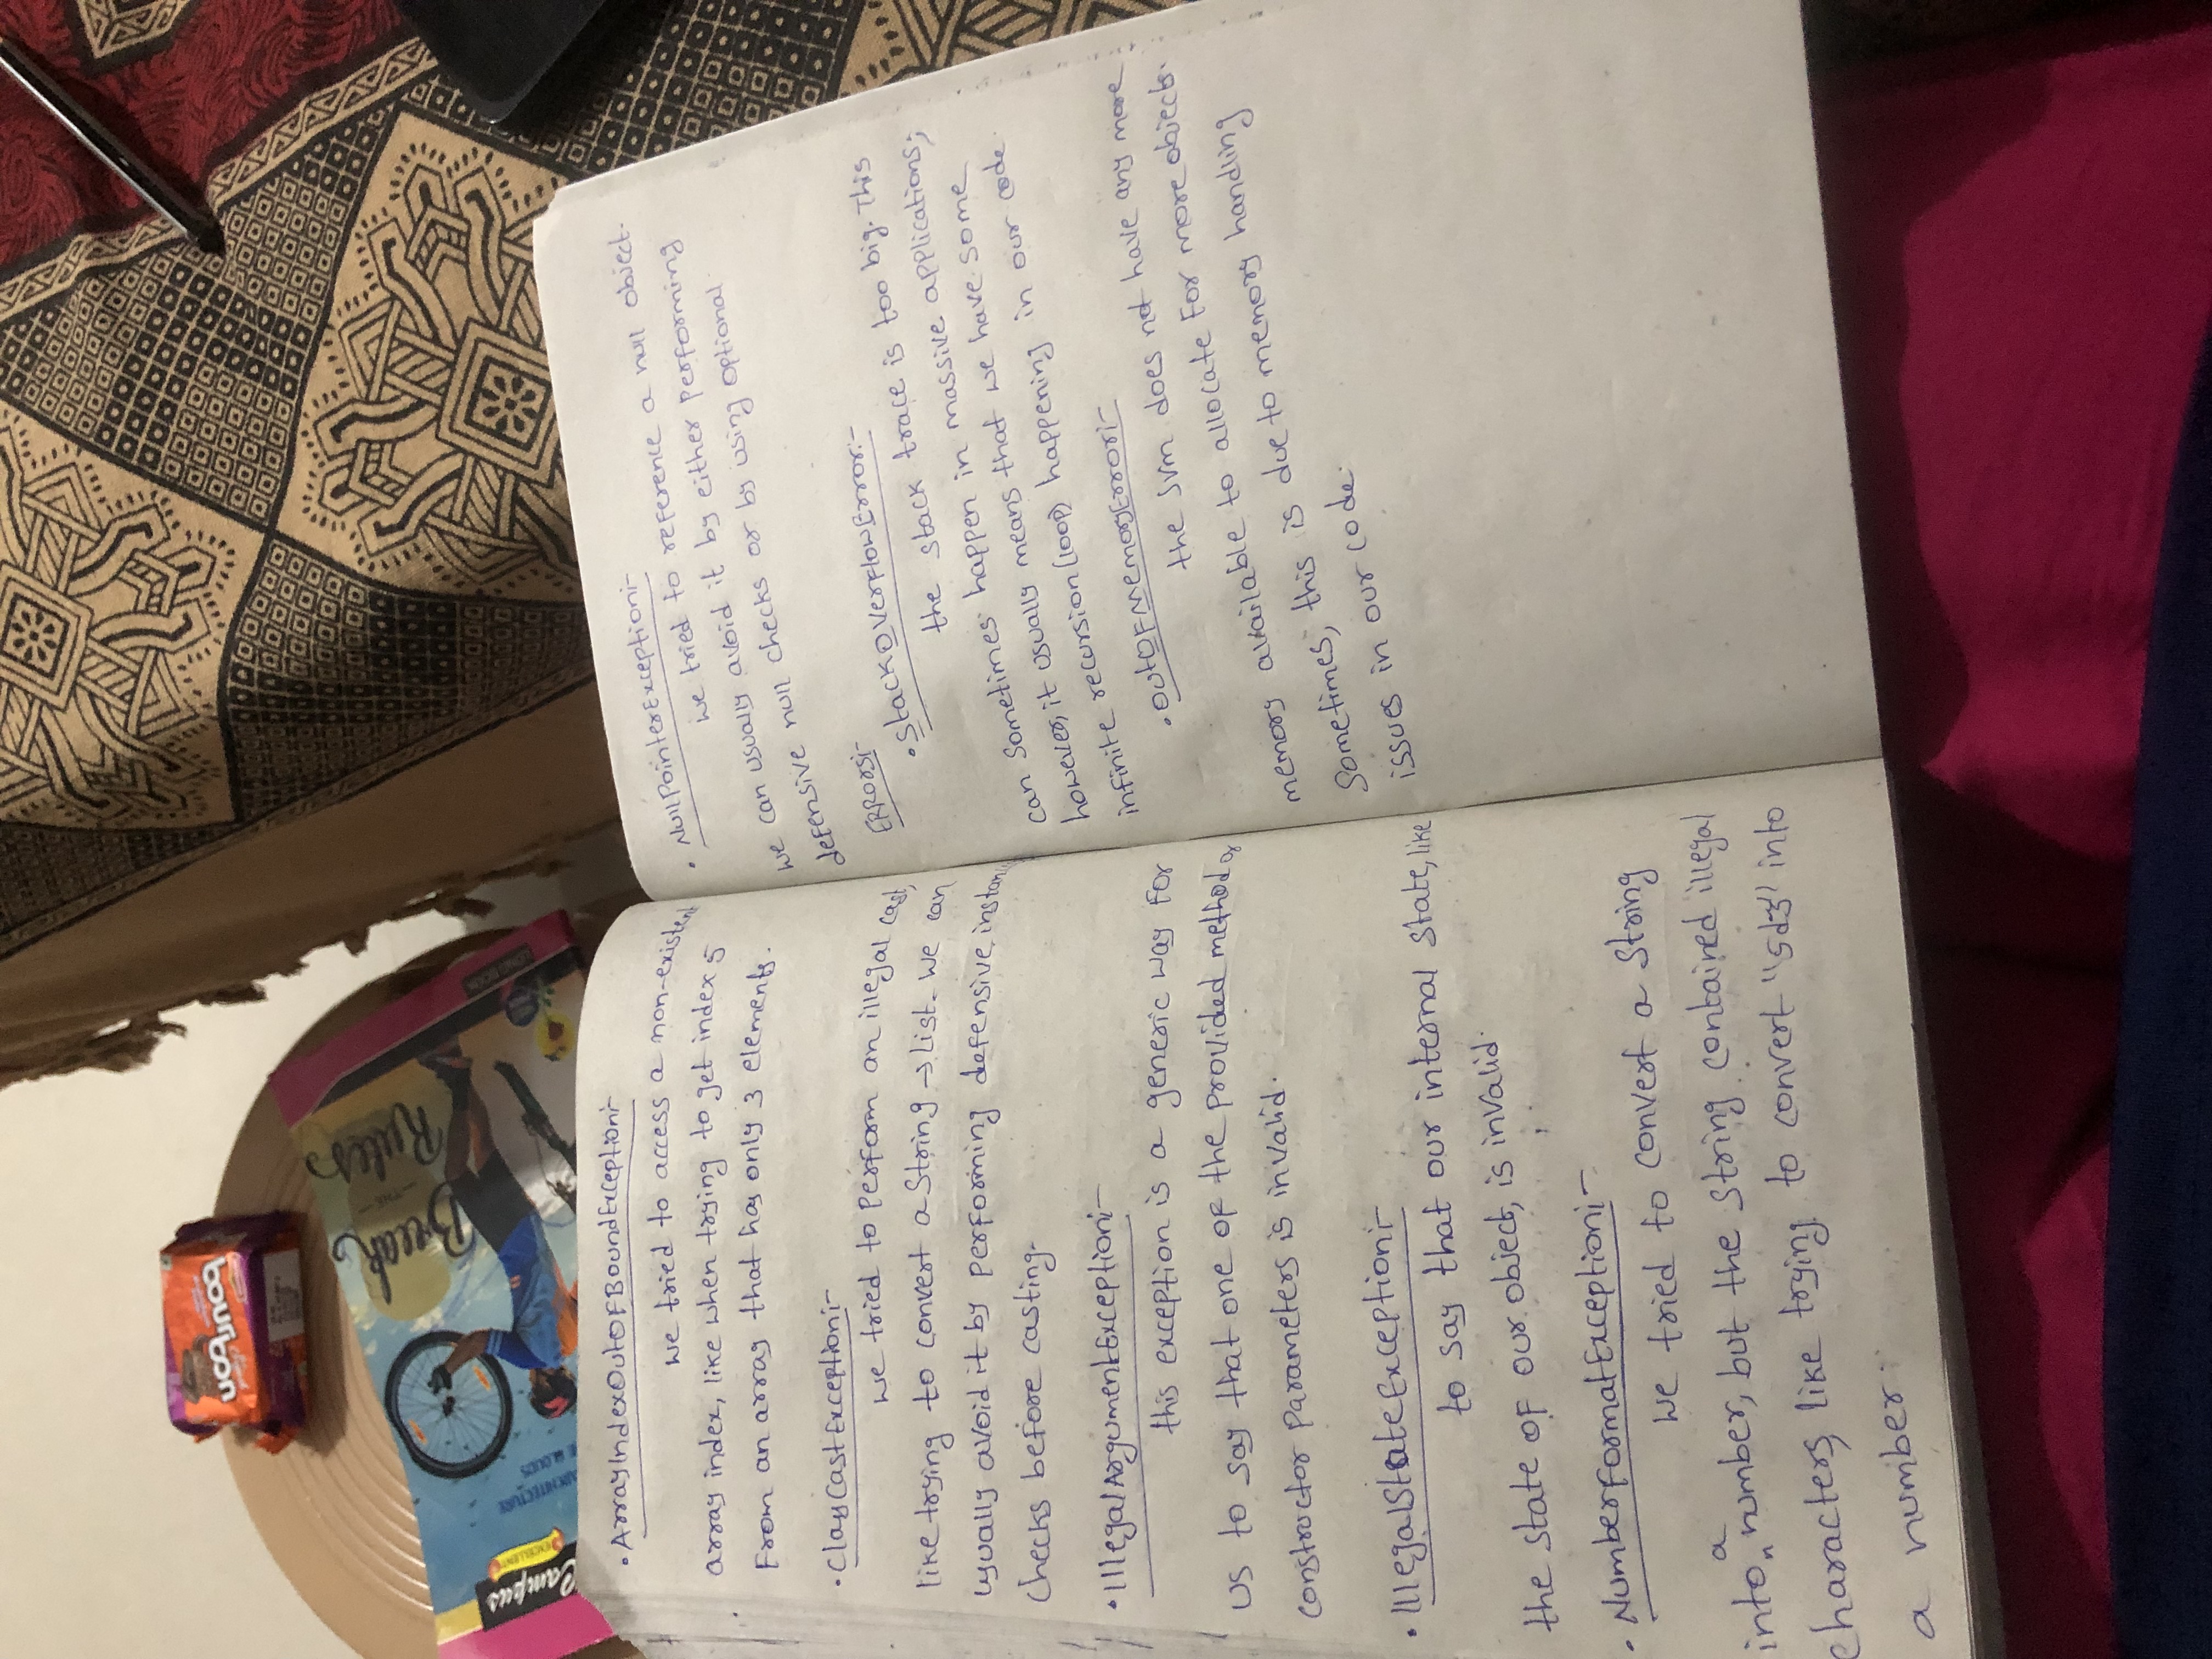 bourbon
Break
THE
Rules
Campus
EXCELLENT
• ArrayIndexOutOFBoundException:-
we tried to access a non-existent
array index, like when trying to get index 5
From an array that has only 3 elements.
• ClassCastException:-
we tried to perform an illegal cast,
like trying to convert a String → List. We can
usually avoid it by performing defensive
checks before casting.
• IllegalArgumentException:-
this exception is a generic way for
us to say that one of the provided method or
constructor parameters is invalid.
• IllegalStateException:-
to say that our internal state, like
the state of our object, is invalid.
• NumberFormatException:-
We tried to convert a String
into a number, but the string contained illegal
characters, like trying to convert "5d3" into
a number.
• NullPointerException:-
we tried to reference a null object.
we can usually avoid it by either performing
defensive null checks or by using optional
ERRORS:-
• StackOverflowError:-
the stack trace is too big. This
can sometimes happen in massive applications;
however, it usually means that we have some
infinite recursion (loop) happening in our code.
• OutOFMemoryError:-
the JVM does not have any more
memory available to allocate for more objects.
Sometimes, this is due to memory handling
issues in our code.